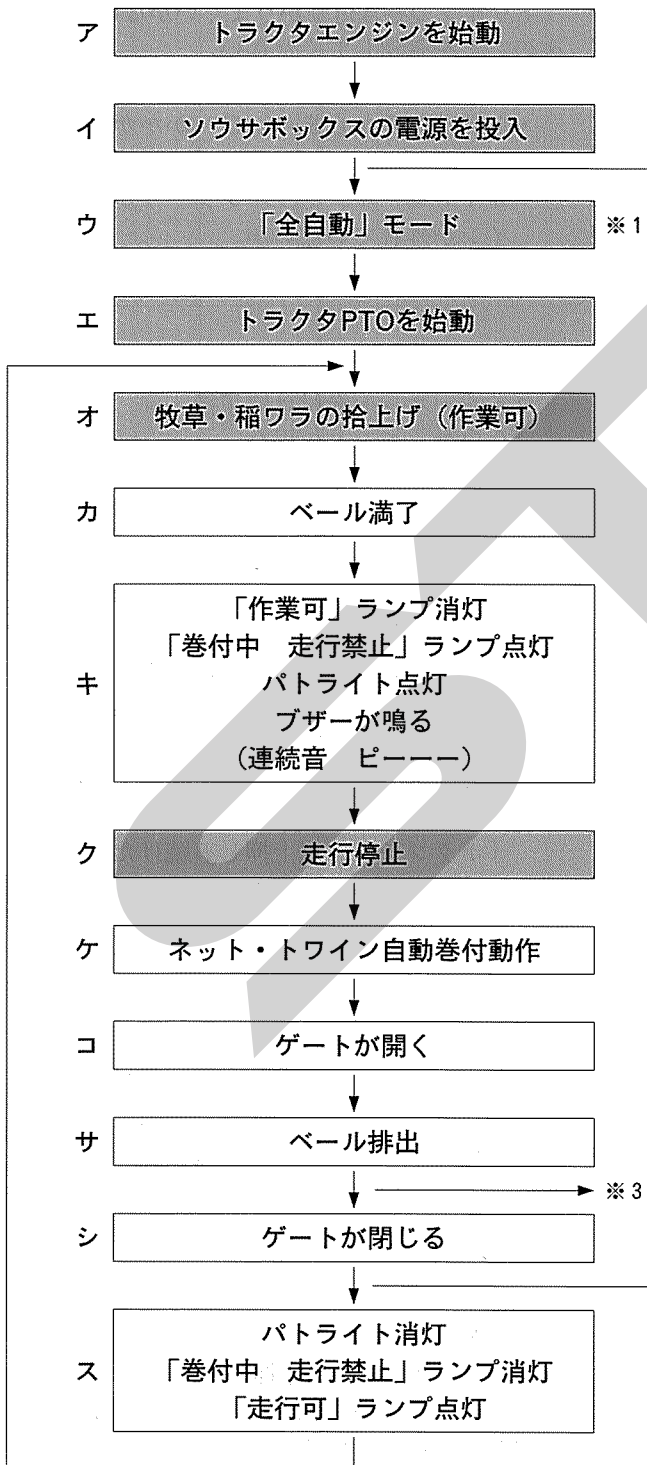 ア トラクタエンジンを始動
イ ソウサボックスの電源を投入
ウ 「全自動」モード ※1
エ トラクタPTOを始動
オ 牧草・稲ワラの拾上げ（作業可）
カ ベール満了
キ
「作業可」ランプ消灯
「巻付中　走行禁止」ランプ点灯
パトライト点灯
ブザーが鳴る
（連続音　ピーーー）
ク 走行停止
ケ ネット・トワイン自動巻付動作
コ ゲートが開く
サ ベール排出
※3
シ ゲートが閉じる
ス
パトライト消灯
「巻付中　走行禁止」ランプ消灯
「走行可」ランプ点灯